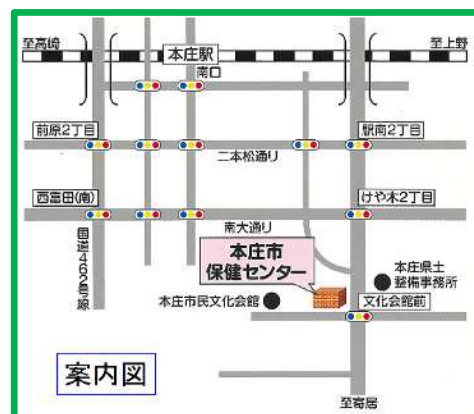 至高崎
本庄駅
至上野
南口
前原2丁目
駅南2丁目
二本松通り
西富田(南)
けや木2丁目
南大通り
国道462号線
本庄市
保健センター
本庄県土
整備事務所
本庄市民文化会館
文化会館前
案内図
至寄居